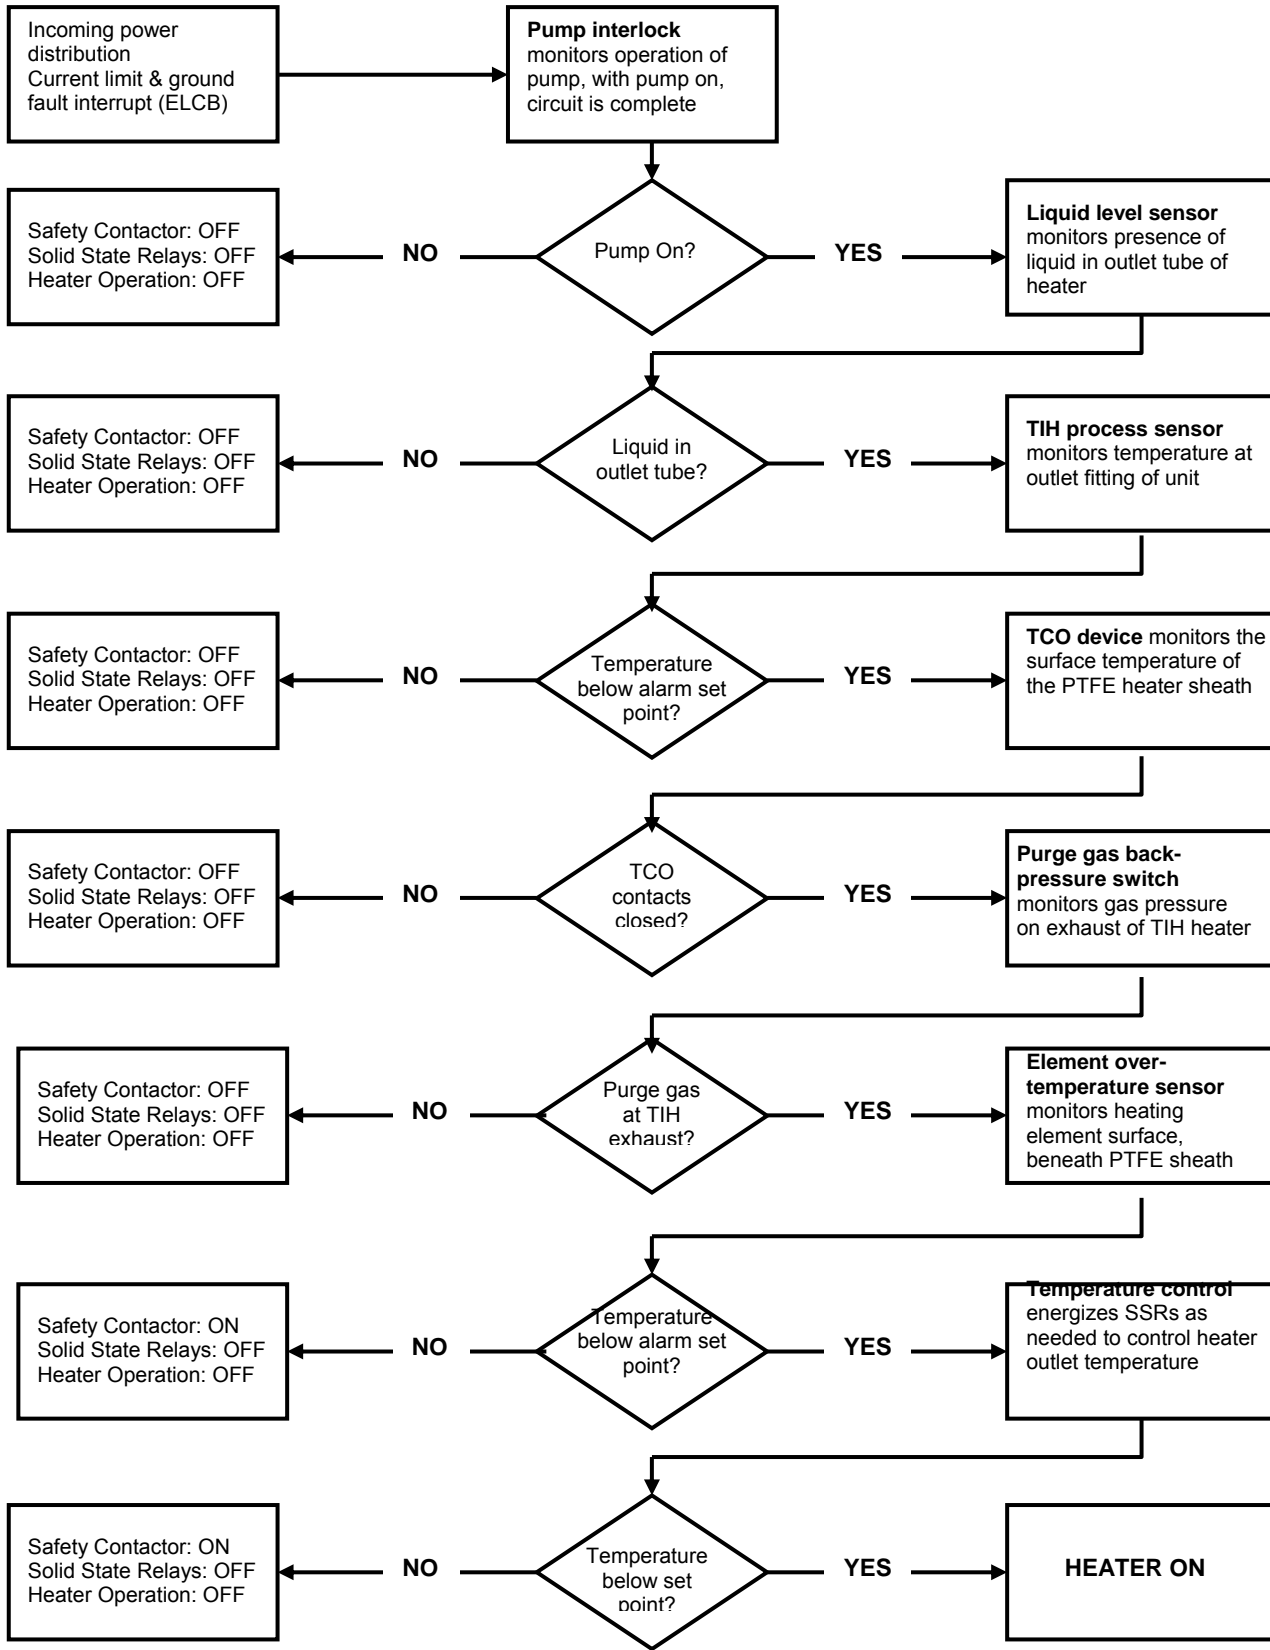 Incoming power
distribution
Current limit & ground
fault interrupt (ELCB)
Pump interlock
monitors operation of
pump, with pump on,
circuit is complete
Safety Contactor: OFF
Solid State Relays: OFF
Heater Operation: OFF
NO
Pump On?
YES
Liquid level sensor
monitors presence of
liquid in outlet tube of
heater
Safety Contactor: OFF
Solid State Relays: OFF
Heater Operation: OFF
NO
Liquid in
outlet tube?
YES
TIH process sensor
monitors temperature at
outlet fitting of unit
Safety Contactor: OFF
Solid State Relays: OFF
Heater Operation: OFF
NO
Temperature
below alarm set
point?
YES
TCO device monitors the
surface temperature of
the PTFE heater sheath
Safety Contactor: OFF
Solid State Relays: OFF
Heater Operation: OFF
NO
TCO
contacts
closed?
YES
Purge gas back-
pressure switch
monitors gas pressure
on exhaust of TIH heater
Safety Contactor: OFF
Solid State Relays: OFF
Heater Operation: OFF
NO
Purge gas
at TIH
exhaust?
YES
Element over-
temperature sensor
monitors heating
element surface,
beneath PTFE sheath
Safety Contactor: ON
Solid State Relays: OFF
Heater Operation: OFF
NO
Temperature
below alarm set
point?
YES
Temperature control
energizes SSRs as
needed to control heater
outlet temperature
Safety Contactor: ON
Solid State Relays: OFF
Heater Operation: OFF
NO
Temperature
below set
point?
YES
HEATER ON